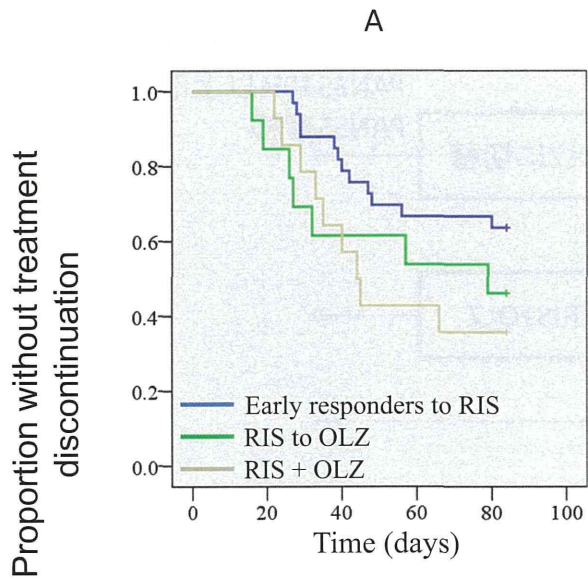 A
Proportion without treatment
discontinuation
1.0
0.8
0.6
0.4
0.2
0.0
Early responders to RIS
RIS to OLZ
RIS + OLZ
0 20 40 60 80 100
Time (days)